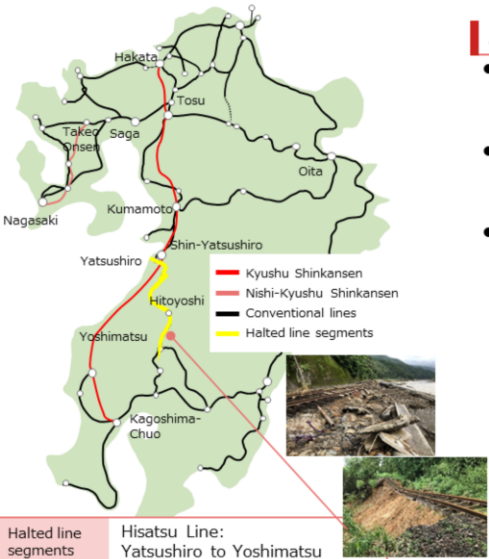 Hakata
Tosu
Takeo
Onsen
Saga
Oita
Nagasaki
Kumamoto
Shin-Yatsushiro
Yatsushiro
Kyushu Shinkansen
Nishi-Kyushu Shinkansen
Conventional lines
Halted line segments
Hitoyoshi
Yoshimatsu
Kagoshima-
Chuo
Halted line
segments
Hisatsu Line:
Yatsushiro to Yoshimatsu